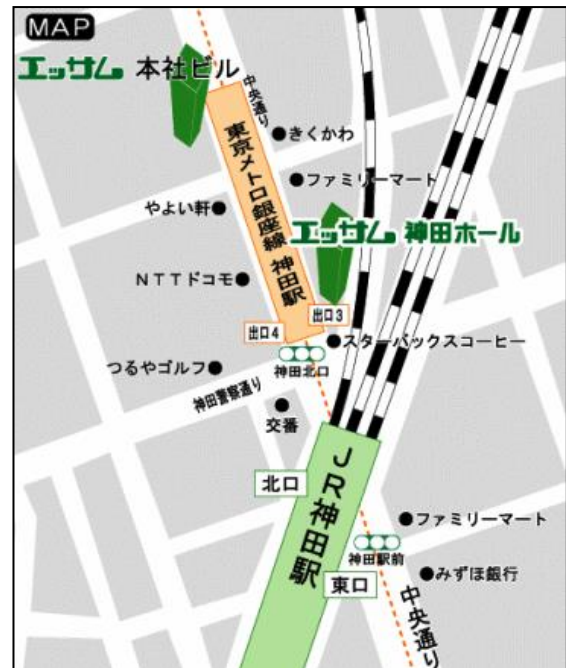 MAP
エッサム 本社ビル
中央通り
きくかわ
東京メトロ銀座線 神田駅
ファミリーマート
やよい軒
エッサム 神田ホール
NTTドコモ
出口3
出口4
スターバックスコーヒー
神田北口
つるやゴルフ
神田警察通り
交番
JR神田駅
北口
ファミリーマート
神田駅前
みずほ銀行
東口
中央通り